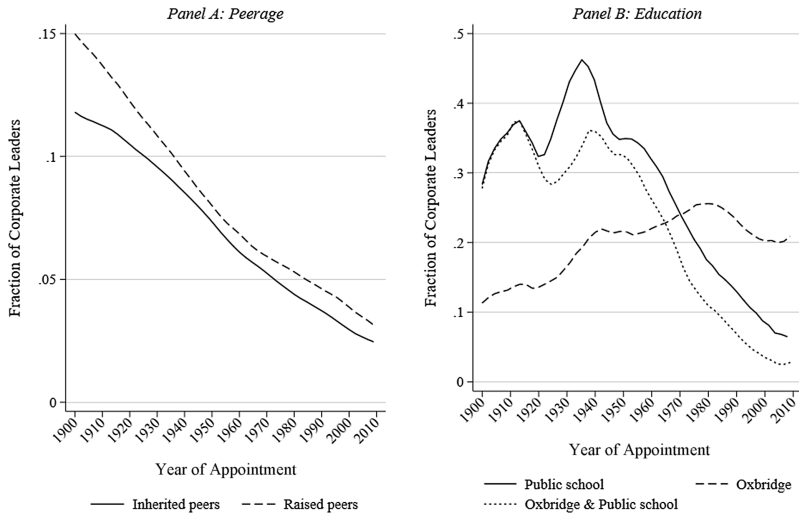 Panel A: Peerage
Fraction of Corporate Leaders
.15
.1
.05
0
1900 1910 1920 1930 1940 1950 1960 1970 1980 1990 2000 2010
Year of Appointment
Inherited peers Raised peers
Panel B: Education
Fraction of Corporate Leaders
.5
.4
.3
.2
.1
0
1900 1910 1920 1930 1940 1950 1960 1970 1980 1990 2000 2010
Year of Appointment
Public school Oxbridge
Oxbridge & Public school